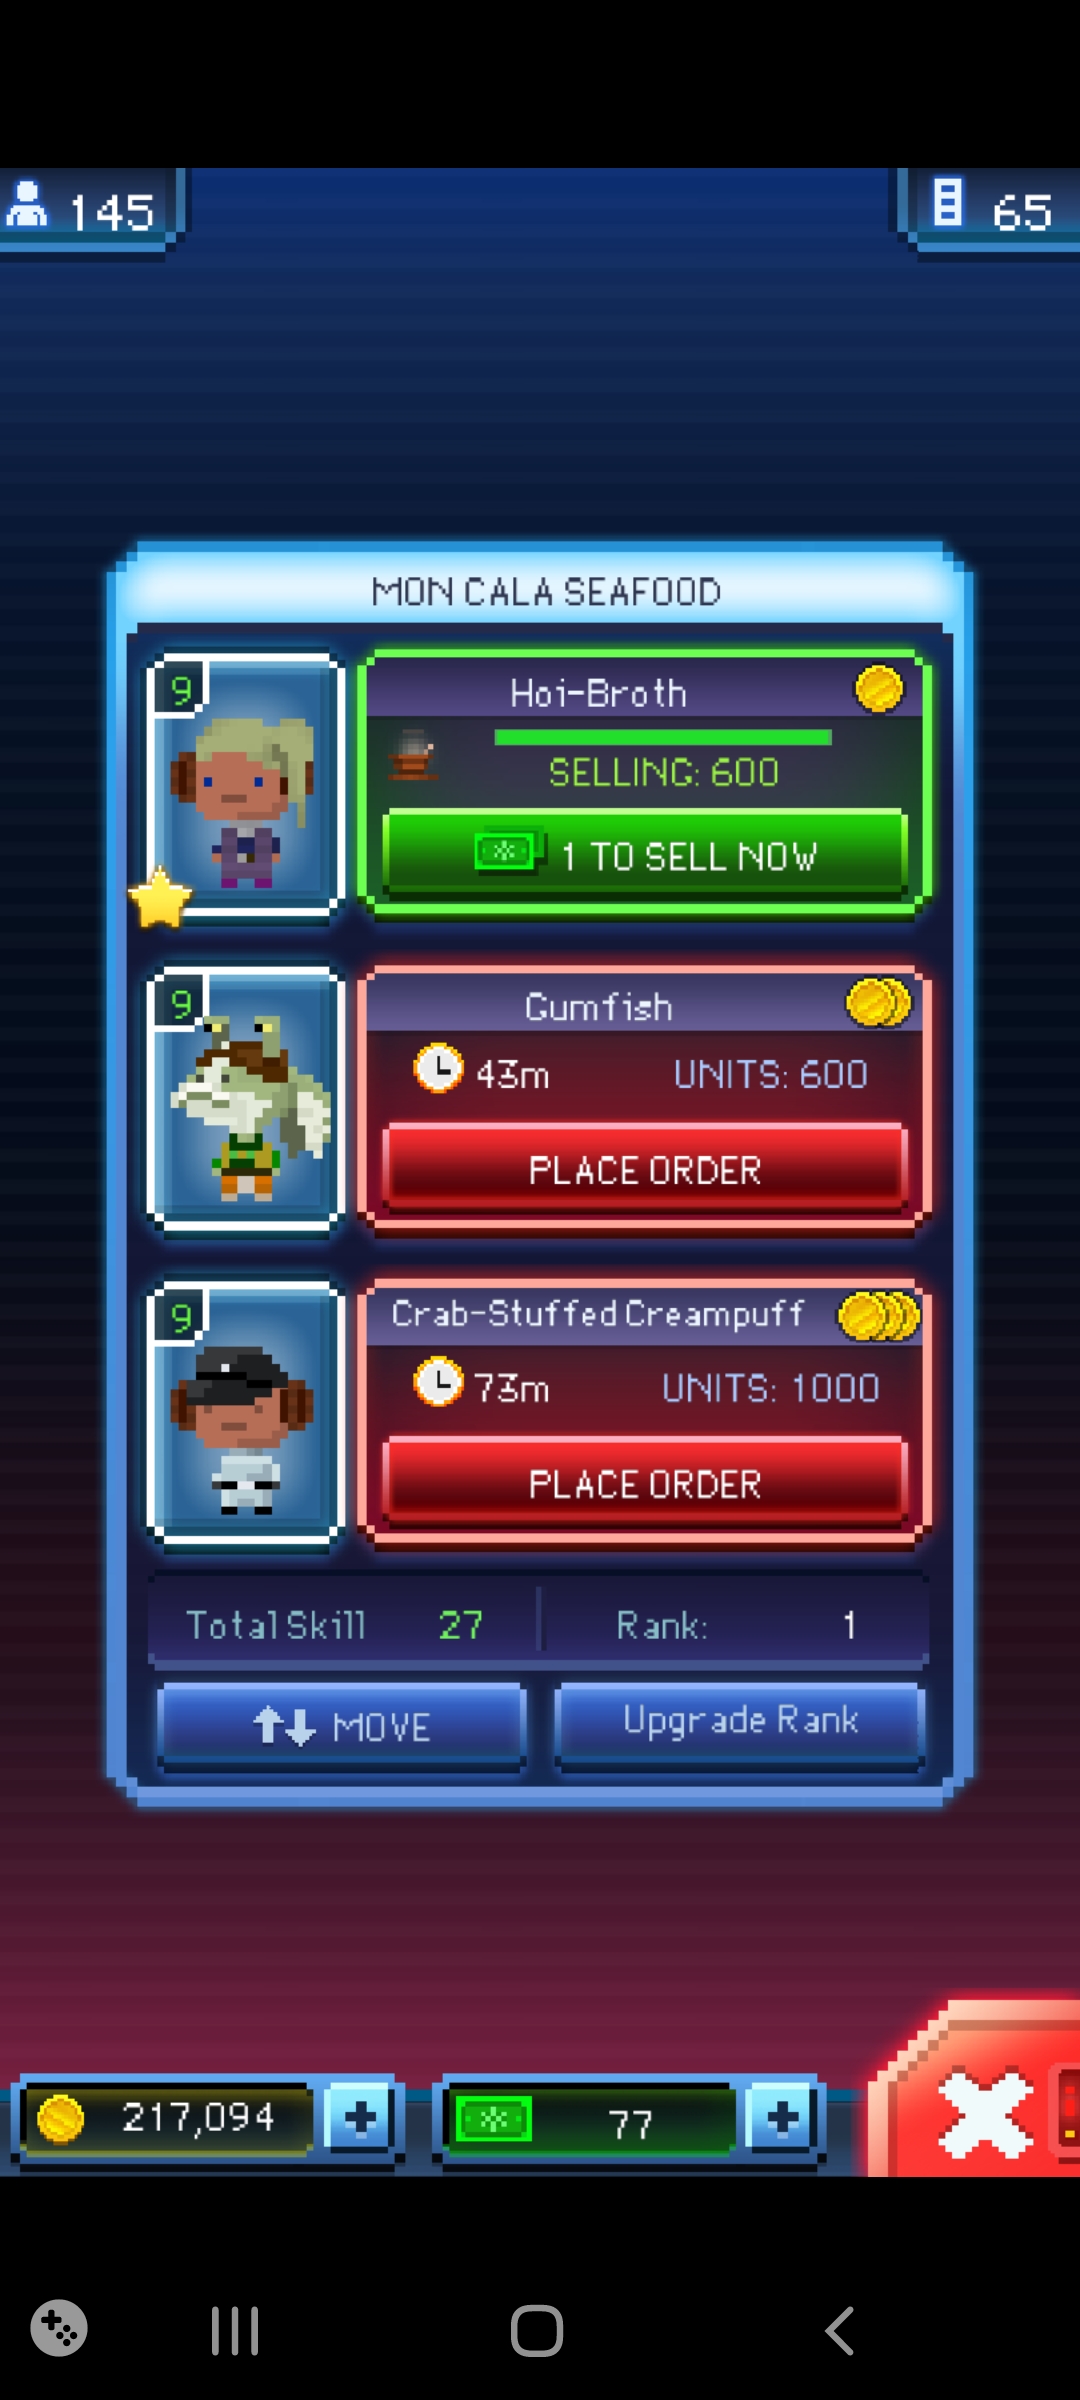 145
65
MON CALA SEAFOOD
9
Hoi-Broth
SELLING: 600
1 TO SELL NOW
9
Gumfish
43m
UNITS: 600
PLACE ORDER
9
Crab-Stuffed Creampuff
73m
UNITS: 1000
PLACE ORDER
Total Skill 27
Rank: 1
MOVE
Upgrade Rank
217,094
77